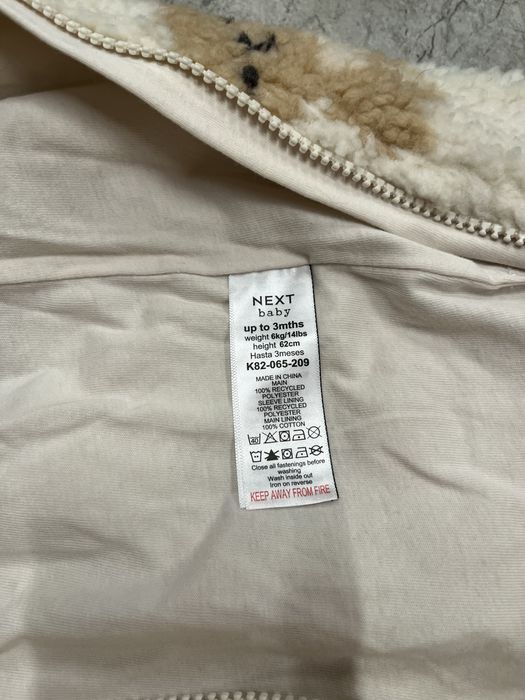 NEXT
baby
up to 3mths
weight 6kg/14lbs
height 62cm
Hasta 3meses
K82-065-209
MADE IN CHINA
MAIN
100% RECYCLED
POLYESTER
SLEEVE LINING
100% RECYCLED
POLYESTER
MAIN LINING
100% COTTON
40
Close all fastenings before
washing
Wash inside out
Iron on reverse
KEEP AWAY FROM FIRE